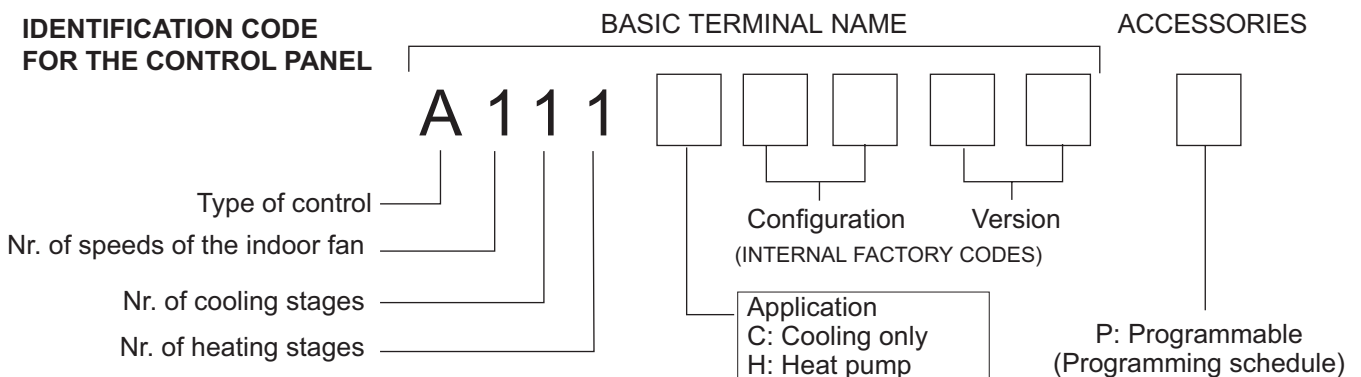 IDENTIFICATION CODE
FOR THE CONTROL PANEL
BASIC TERMINAL NAME
ACCESSORIES
A 1 1 1
Type of control
Nr. of speeds of the indoor fan
Nr. of cooling stages
Nr. of heating stages
Configuration
Version
(INTERNAL FACTORY CODES)
Application
C: Cooling only
H: Heat pump
P: Programmable
(Programming schedule)